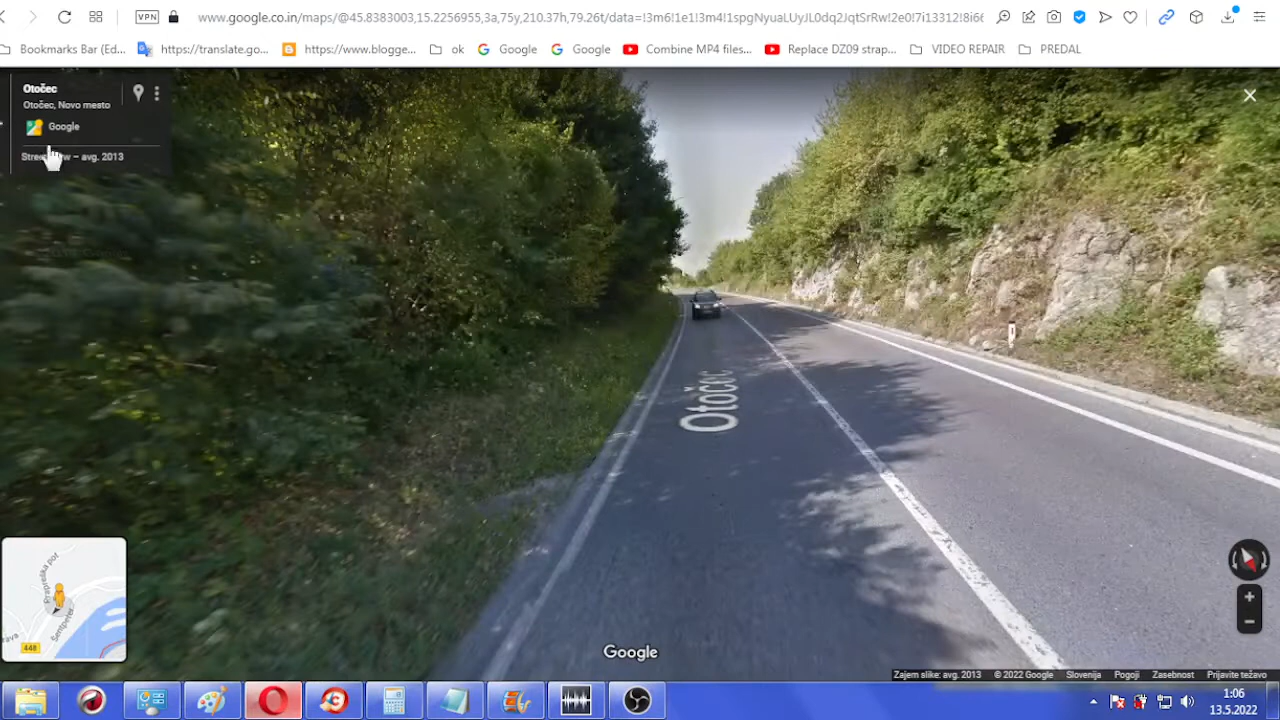 VPN
www.google.co.in/maps/@45.8383003,15.2256955,3a,75y,210.37h,79.26t/data=!3m6!1e1!3m4!1spgNyuaLUyJL0dq2JqtSrRw!2e0!7i13312!8i66
Bookmarks Bar (Ed... https://translate.go... https://www.blogge... ok Google Google Combine MP4 files... Replace DZ09 strap... VIDEO REPAIR PREDAL
Otočec
Otočec, Novo mesto
Google
– avg. 2013
Otočec
448
Google
Zajem slike: avg. 2013 © 2022 Google Slovenija Pogoji Zasebnost Prijavite težavo
1:06
13.5.2022